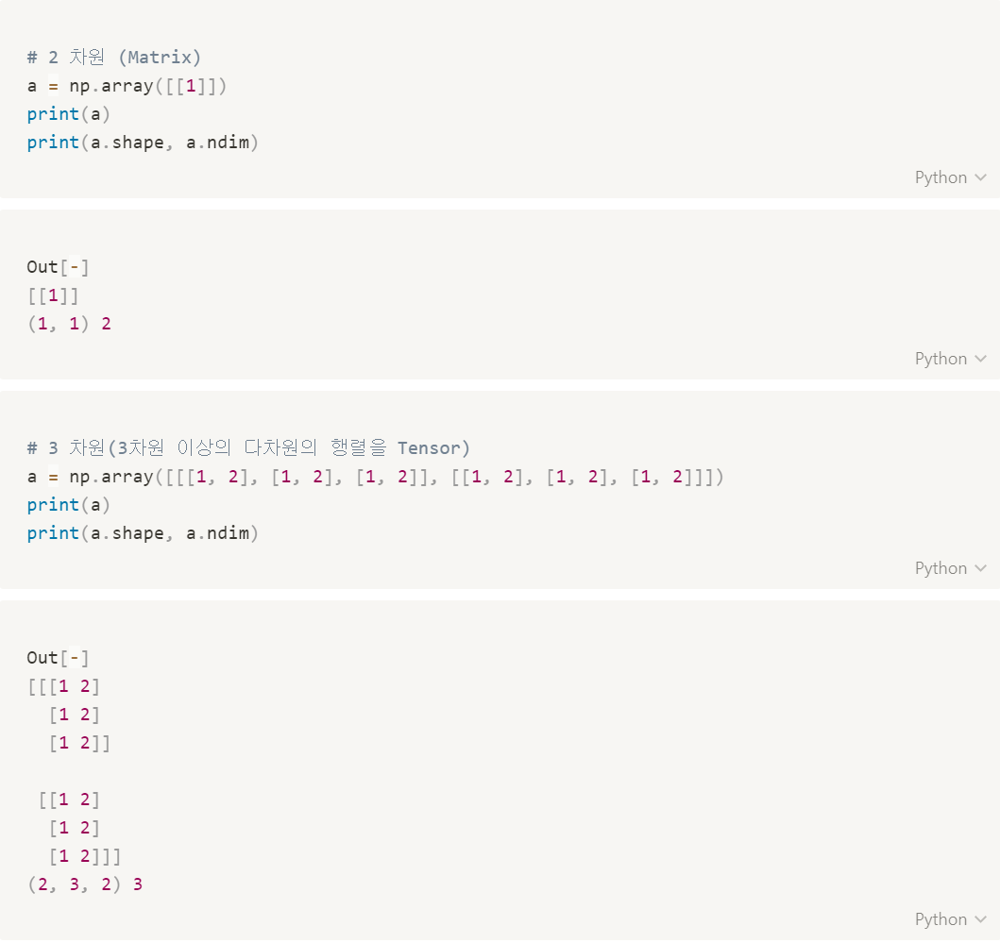 # 2 차원 (Matrix)
a = np.array([[1]])
print(a)
print(a.shape, a.ndim)
Python
Out[-]
[[1]]
(1, 1) 2
Python
# 3 차원(3차원 이상의 다차원의 행렬을 Tensor)
a = np.array([[[1, 2], [1, 2], [1, 2]], [[1, 2], [1, 2], [1, 2]]])
print(a)
print(a.shape, a.ndim)
Python
Out[-]
[[[1 2]
  [1 2]
  [1 2]]
 [[1 2]
  [1 2]
  [1 2]]]
(2, 3, 2) 3
Python